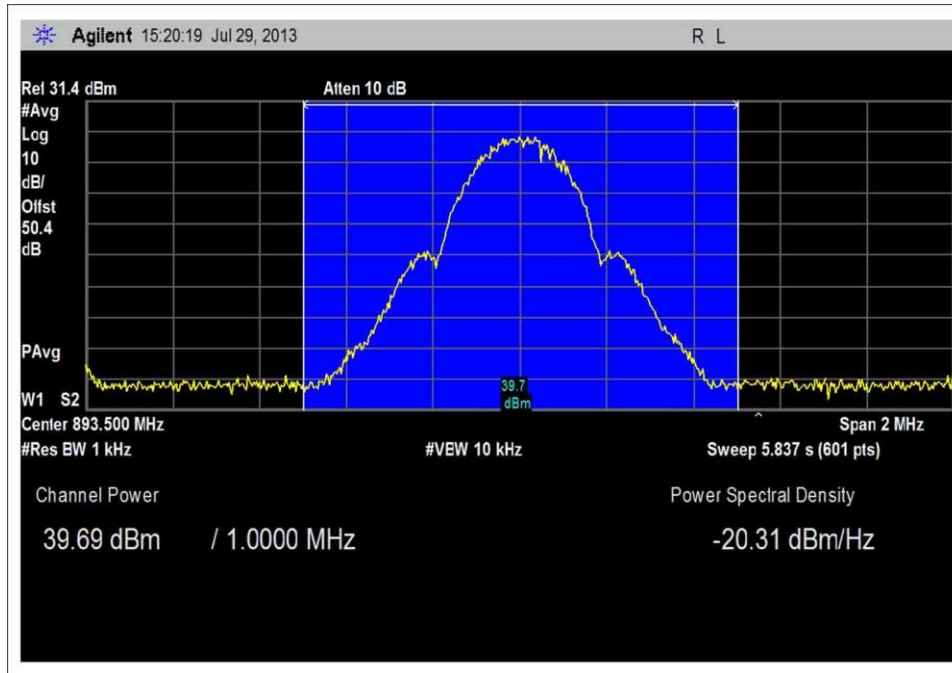 Agilent 15:20:19 Jul 29, 2013 R L
Ref 31.4 dBm Atten 10 dB
#Avg
Log
10
dB/
Offst
50.4
dB
PAvg
W1 S2
39.7
dBm
Center 893.500 MHz Span 2 MHz
#Res BW 1 kHz #VBW 10 kHz Sweep 5.837 s (601 pts)
Channel Power Power Spectral Density
39.69 dBm / 1.0000 MHz -20.31 dBm/Hz